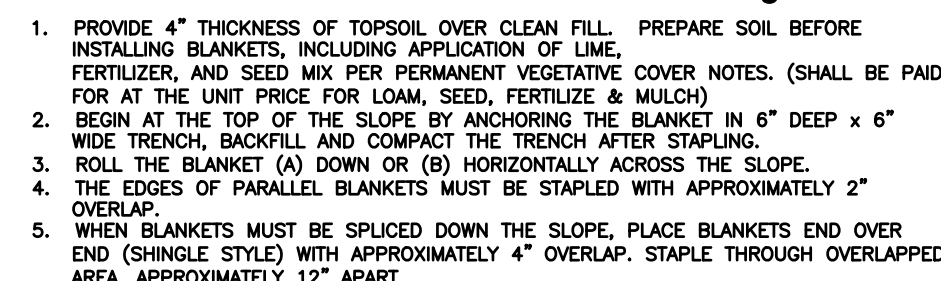 1. PROVIDE 4" THICKNESS OF TOPSOIL OVER CLEAN FILL. PREPARE SOIL BEFORE
INSTALLING BLANKETS, INCLUDING APPLICATION OF LIME,
FERTILIZER, AND SEED MIX PER PERMANENT VEGETATIVE COVER NOTES. (SHALL BE PAID
FOR AT THE UNIT PRICE FOR LOAM, SEED, FERTILIZE & MULCH)
2. BEGIN AT THE TOP OF THE SLOPE BY ANCHORING THE BLANKET IN 6" DEEP x 6"
WIDE TRENCH, BACKFILL AND COMPACT THE TRENCH AFTER STAPLING.
3. ROLL THE BLANKET (A) DOWN OR (B) HORIZONTALLY ACROSS THE SLOPE.
4. THE EDGES OF PARALLEL BLANKETS MUST BE STAPLED WITH APPROXIMATELY 2"
OVERLAP.
5. WHEN BLANKETS MUST BE SPLICED DOWN THE SLOPE, PLACE BLANKETS END OVER
END (SHINGLE STYLE) WITH APPROXIMATELY 4" OVERLAP. STAPLE THROUGH OVERLAPPED
AREA, APPROXIMATELY 12" APART